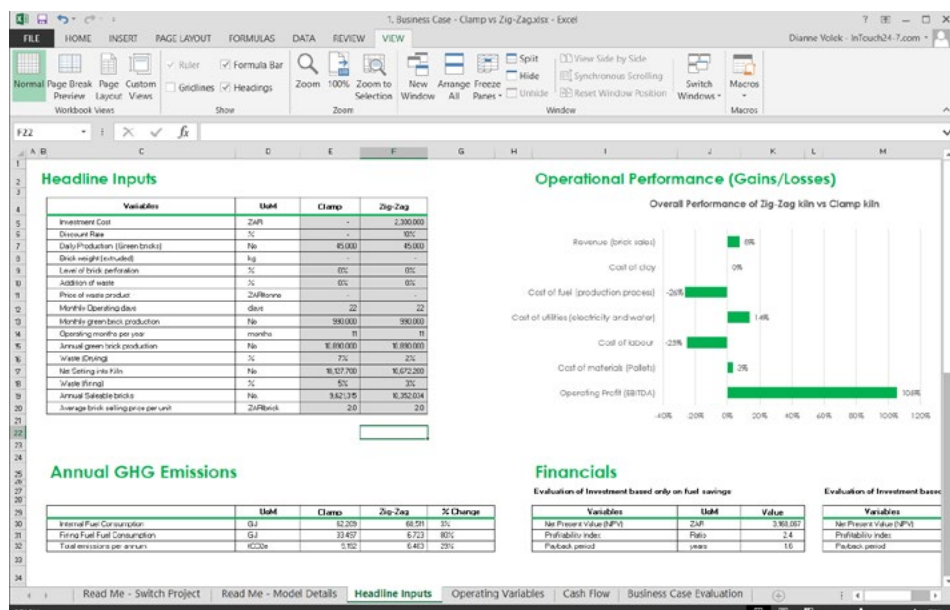 1. Business Case - Clamp vs Zig-Zag.xlsx - Excel
FILE HOME INSERT PAGE LAYOUT FORMULAS DATA REVIEW VIEW Dianne Volek - InTouch24-7.com
Normal Page Break Preview Page Layout Custom Views
Workbook Views
Ruler Formula Bar
Gridlines Headings
Show
Zoom 100% Zoom to Selection
Zoom
New Window Arrange All Freeze Panes
Split
Hide
Unhide
View Side by Side
Synchronous Scrolling
Reset Window Position
Window
Switch Windows
Macros
Macros
F22 fx
A B C D E F G H I J K L M
Headline Inputs
Variables UoM Clamp Zig-Zag
Investment Cost ZAR - 2,300,000
Discount Rate % - 10%
Daily Production (Green bricks) No 45,000 45,000
Brick weight (extruded) kg - -
Level of brick perforation % 0% 0%
Addition of waste % 0% 0%
Price of waste product ZAR/tonne - -
Monthly Operating days days 22 22
Monthly green brick production No 990,000 990,000
Operating months per year months 11 11
Annual green brick production No 10,890,000 10,890,000
Waste (Drying) % 7% 2%
Net Setting into Kiln No 10,127,700 10,672,200
Waste (firing) % 5% 3%
Annual Saleable bricks No. 9,621,315 10,352,034
Average brick selling price per unit ZAR/brick 2.0 2.0
Operational Performance (Gains/Losses)
Overall Performance of Zig-Zag kiln vs Clamp kiln
Revenue (brick sales) 8%
Cost of clay 0%
Cost of fuel (production process) -26%
Cost of utilities (electricity and water) 14%
Cost of labour -25%
Cost of materials (Pallets)
Operating Profit (EBITDA)
-40% -20% 0% 20% 40% 60% 80% 100% 120%
Annual GHG Emissions
UoM Clamp Zig-Zag % Change
Internal Fuel Consumption GJ
Firing Fuel Fuel Consumption GJ 33,497 6,723 80%
Total emissions per annum tCO2e
Financials
Evaluation of Investment based only on fuel savings
Variables UoM Value
Net Present Value (NPV) ZAR
Profitability index Ratio 2.4
Payback period years 1.6
Evaluation of Investment based
Variables
Net Present Value (NPV)
Profitability index
Payback period
Read Me - Switch Project Read Me - Model Details Headline Inputs Operating Variables Cash Flow Business Case Evaluation